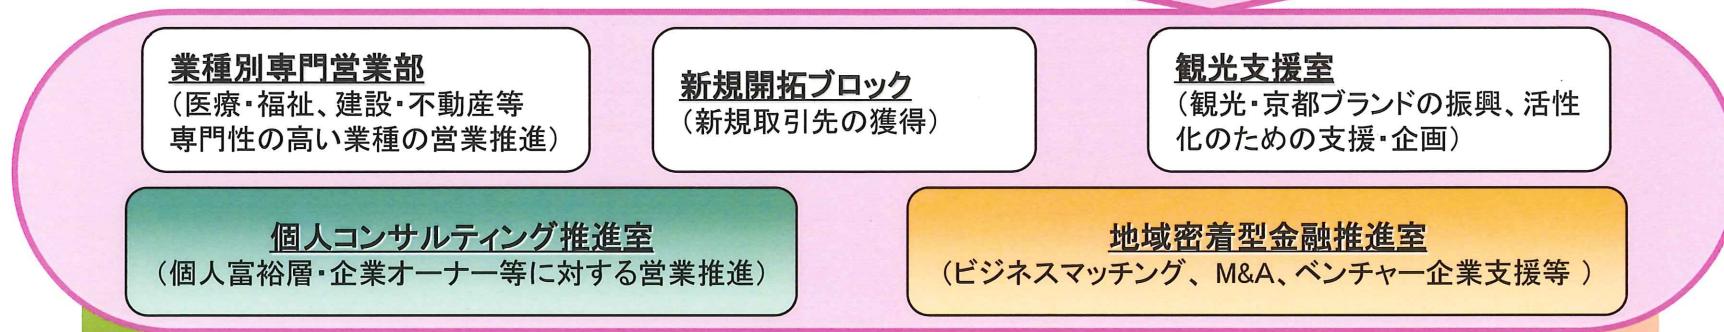 業種別専門営業部
（医療・福祉、建設・不動産等
専門性の高い業種の営業推進）
新規開拓ブロック
（新規取引先の獲得）
観光支援室
（観光・京都ブランドの振興、活性
化のための支援・企画）
個人コンサルティング推進室
（個人富裕層・企業オーナー等に対する営業推進）
地域密着型金融推進室
（ビジネスマッチング、M&A、ベンチャー企業支援等 ）